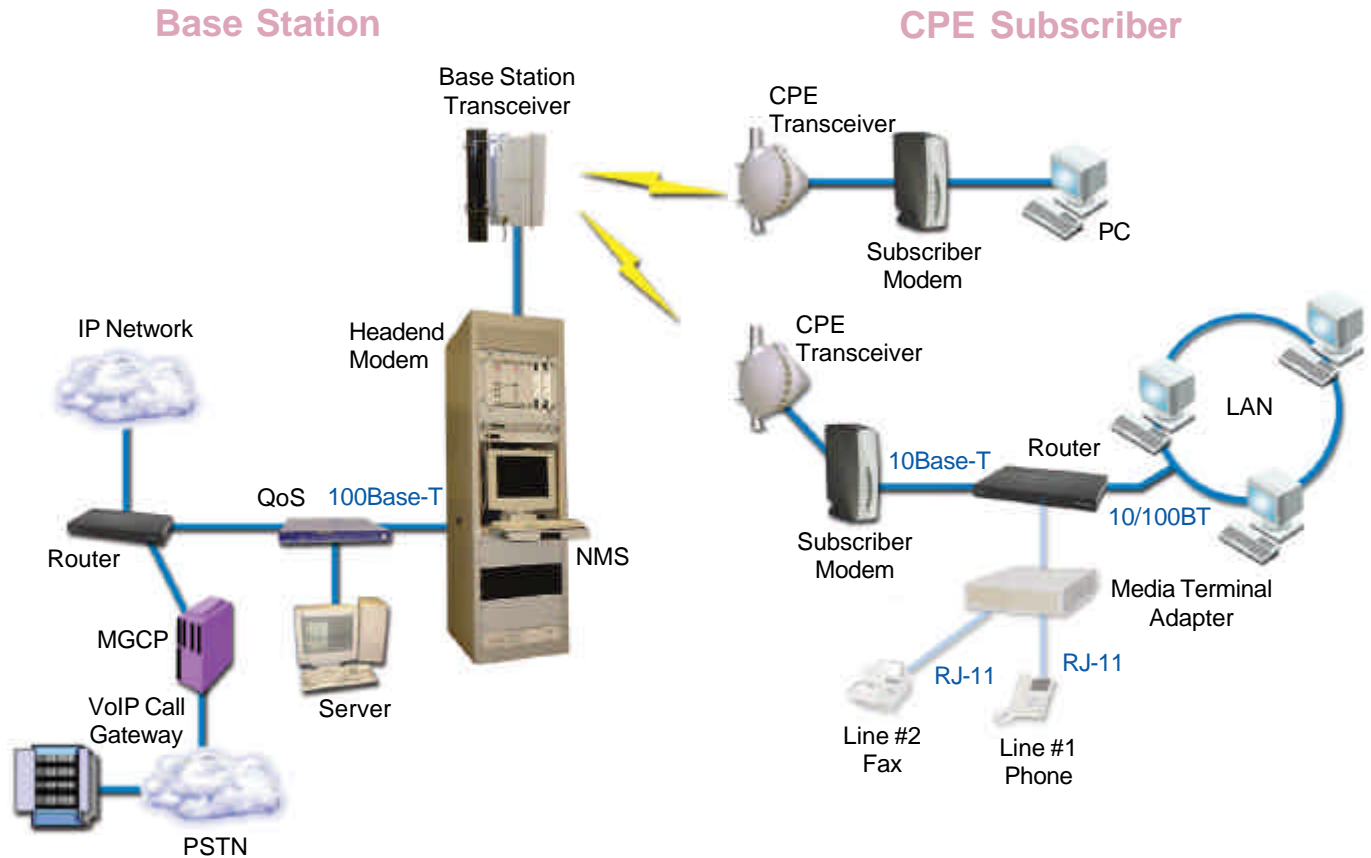 Base Station
CPE Subscriber
Base Station
Transceiver
CPE
Transceiver
Subscriber
Modem
PC
IP Network
Headend
Modem
CPE
Transceiver
LAN
10Base-T
Router
QoS
100Base-T
10/100BT
Router
NMS
Subscriber
Modem
Media Terminal
Adapter
MGCP
RJ-11
RJ-11
VoIP Call
Gateway
Server
Line #2
Fax
Line #1
Phone
PSTN